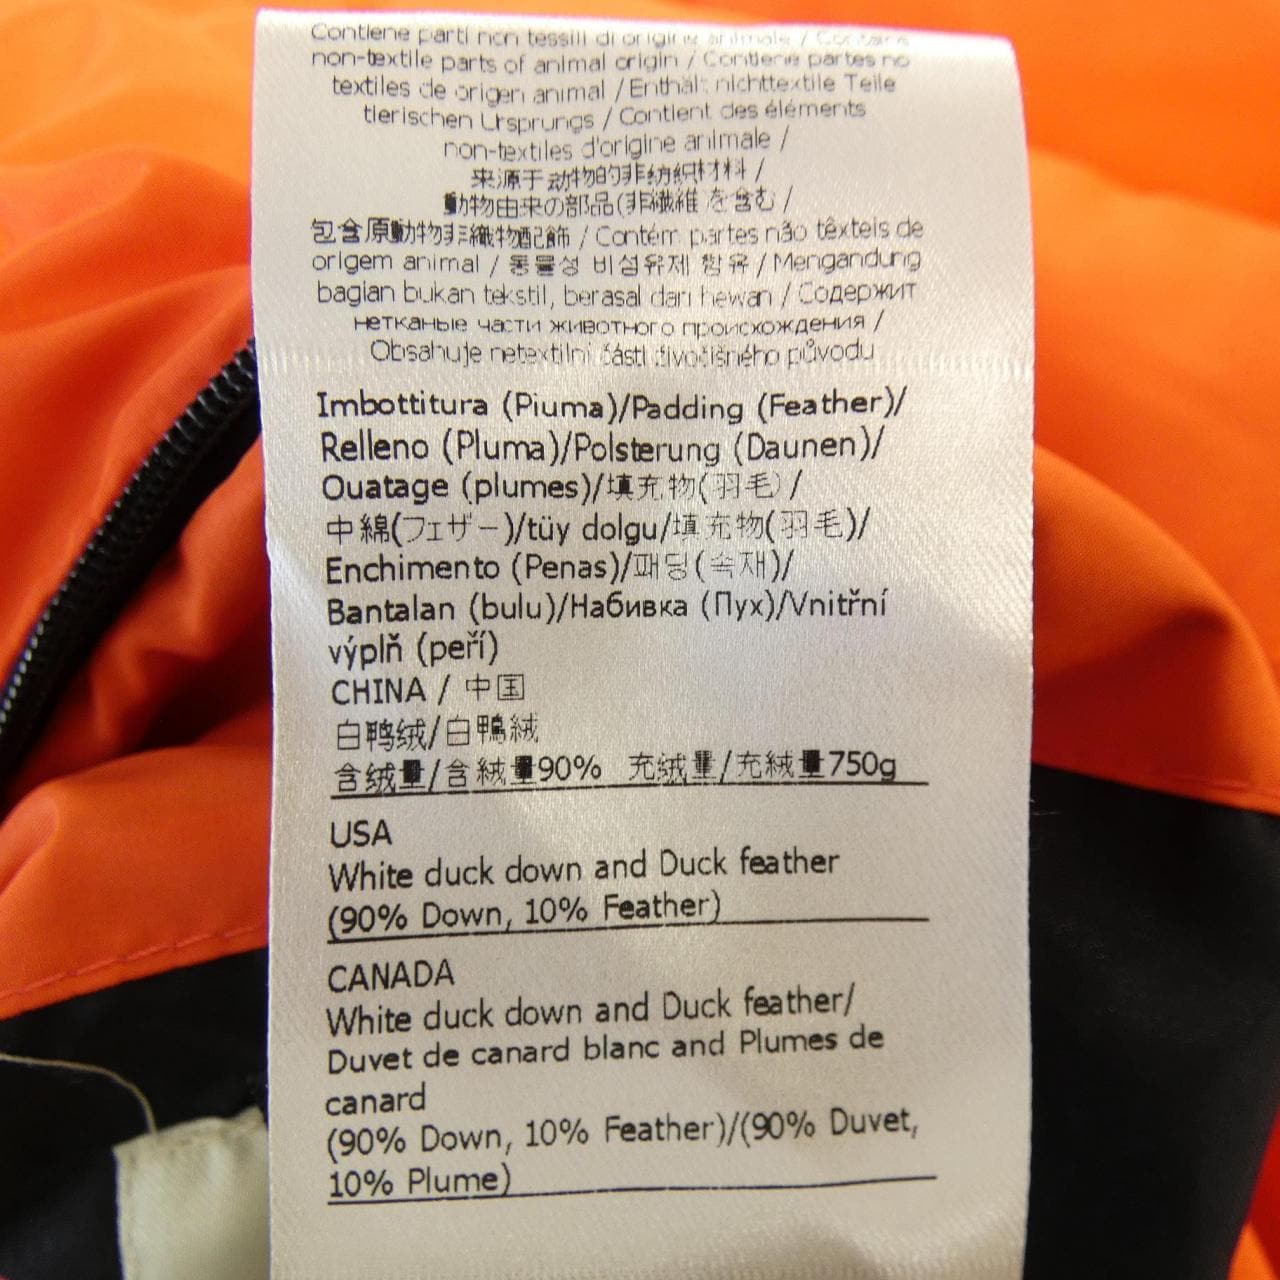 Contiene parti non tessili di origine animale / Contains
non-textile parts of animal origin / Contiene partes no
textiles de origen animal / Enthält nichttextile Teile
tierischen Ursprungs / Contient des éléments
non-textiles d'origine animale /
来源于动物的非纺织材料 /
動物由来の部品(非繊維を含む /
包含原動物非織物配飾 / Contém partes não têxteis de
origem animal / 동물성 비섬유제 함유 / Mengandung
bagian bukan tekstil, berasal dari hewan / Содержит
нетканые части животного происхождения /
Obsahuje netextilní části živočišného původu
Imbottitura (Piuma)/Padding (Feather)/
Relleno (Pluma)/Polsterung (Daunen)/
Ouatage (plumes)/填充物(羽毛)/
中綿(フェザー)/tüy dolgu/填充物(羽毛)/
Enchimento (Penas)/패딩(속재)/
Bantalan (bulu)/Набивка (Пух)/Vnitřní
výplň (peří)
CHINA / 中国
白鸭绒/白鴨絨
含绒量/含絨量90% 充绒量/充絨量750g
USA
White duck down and Duck feather
(90% Down, 10% Feather)
CANADA
White duck down and Duck feather/
Duvet de canard blanc and Plumes de
canard
(90% Down, 10% Feather)/(90% Duvet,
10% Plume)